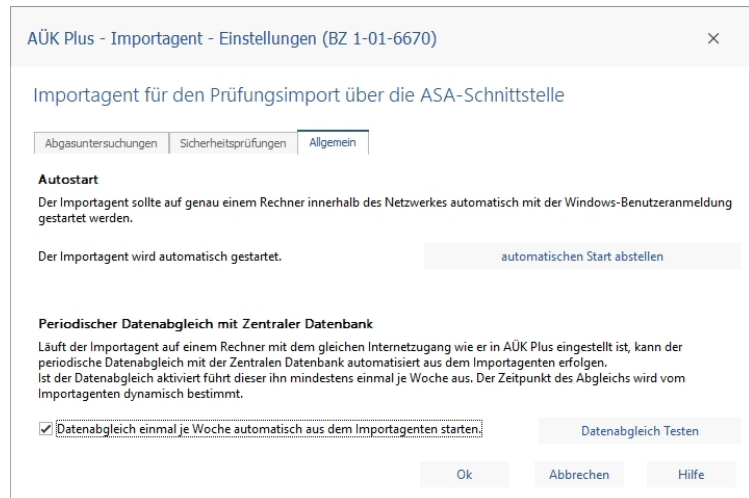 AÜK Plus - Importagent - Einstellungen (BZ 1-01-6670)
Importagent für den Prüfungsimport über die ASA-Schnittstelle
Abgasuntersuchungen Sicherheitsprüfungen Allgemein
Autostart
Der Importagent sollte auf genau einem Rechner innerhalb des Netzwerkes automatisch mit der Windows-Benutzeranmeldung
gestartet werden.
Der Importagent wird automatisch gestartet. automatischen Start abstellen
Periodischer Datenabgleich mit Zentraler Datenbank
Läuft der Importagent auf einem Rechner mit dem gleichen Internetzugang wie er in AÜK Plus eingestellt ist, kann der
periodische Datenabgleich mit der Zentralen Datenbank automatisiert aus dem Importagenten erfolgen.
Ist der Datenabgleich aktiviert führt dieser ihn mindestens einmal je Woche aus. Der Zeitpunkt des Abgleichs wird vom
Importagenten dynamisch bestimmt.
Datenabgleich einmal je Woche automatisch aus dem Importagenten starten. Datenabgleich Testen
Ok Abbrechen Hilfe